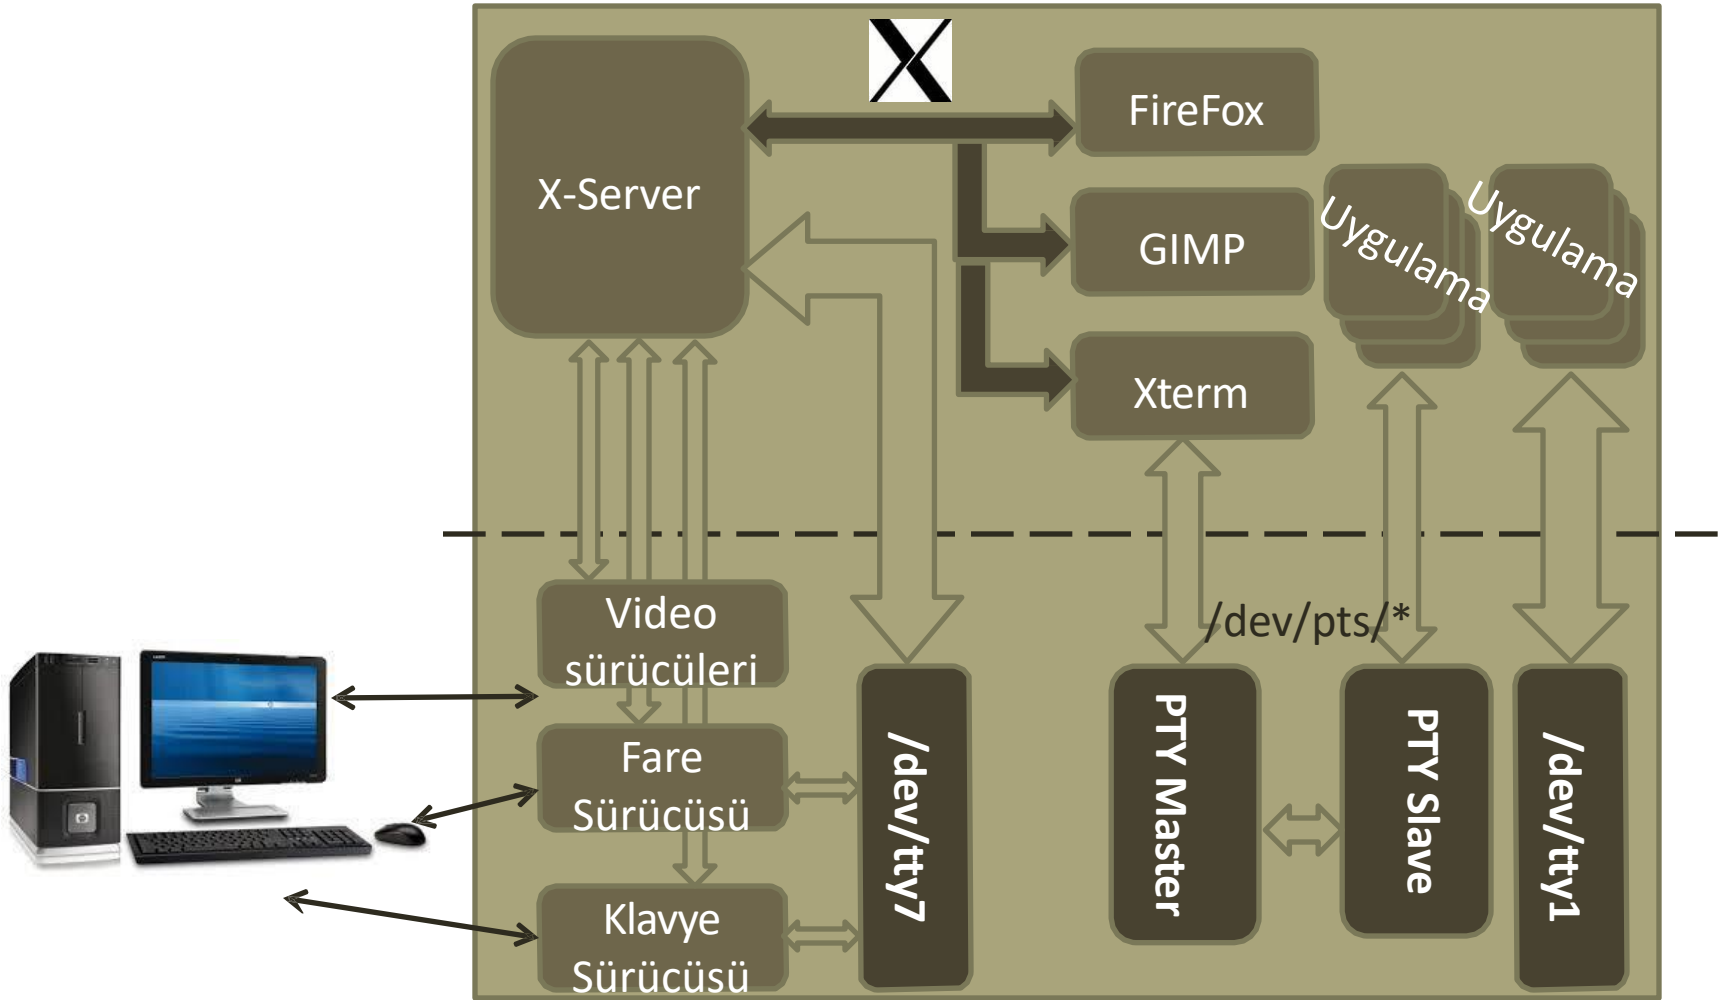 X-Server
FireFox
GIMP
Xterm
Uygulama
Uygulama
Video
sürücüleri
Fare
Sürücüsü
Klavye
Sürücüsü
/dev/tty7
/dev/pts/*
PTY Master
PTY Slave
/dev/tty1